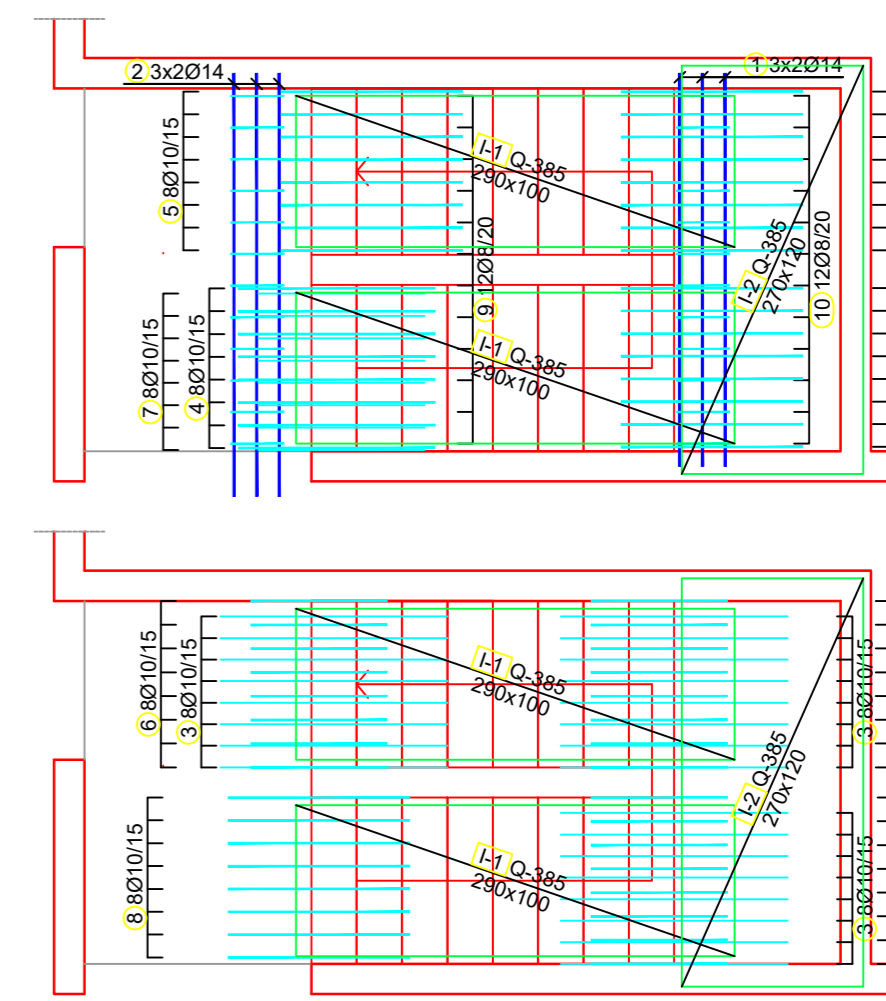 2 3x2Ø14
1 3x2Ø14
5 8Ø10/15
I-1 Q-385
290x100
9 12Ø8/20
I-2 Q-385
270x120
10 12Ø8/20
7 8Ø10/15
4 8Ø10/15
I-1 Q-385
290x100
6 8Ø10/15
3 8Ø10/15
I-1 Q-385
290x100
3 8Ø10/15
I-2 Q-385
270x120
8 8Ø10/15
I-1 Q-385
290x100
3 8Ø10/15